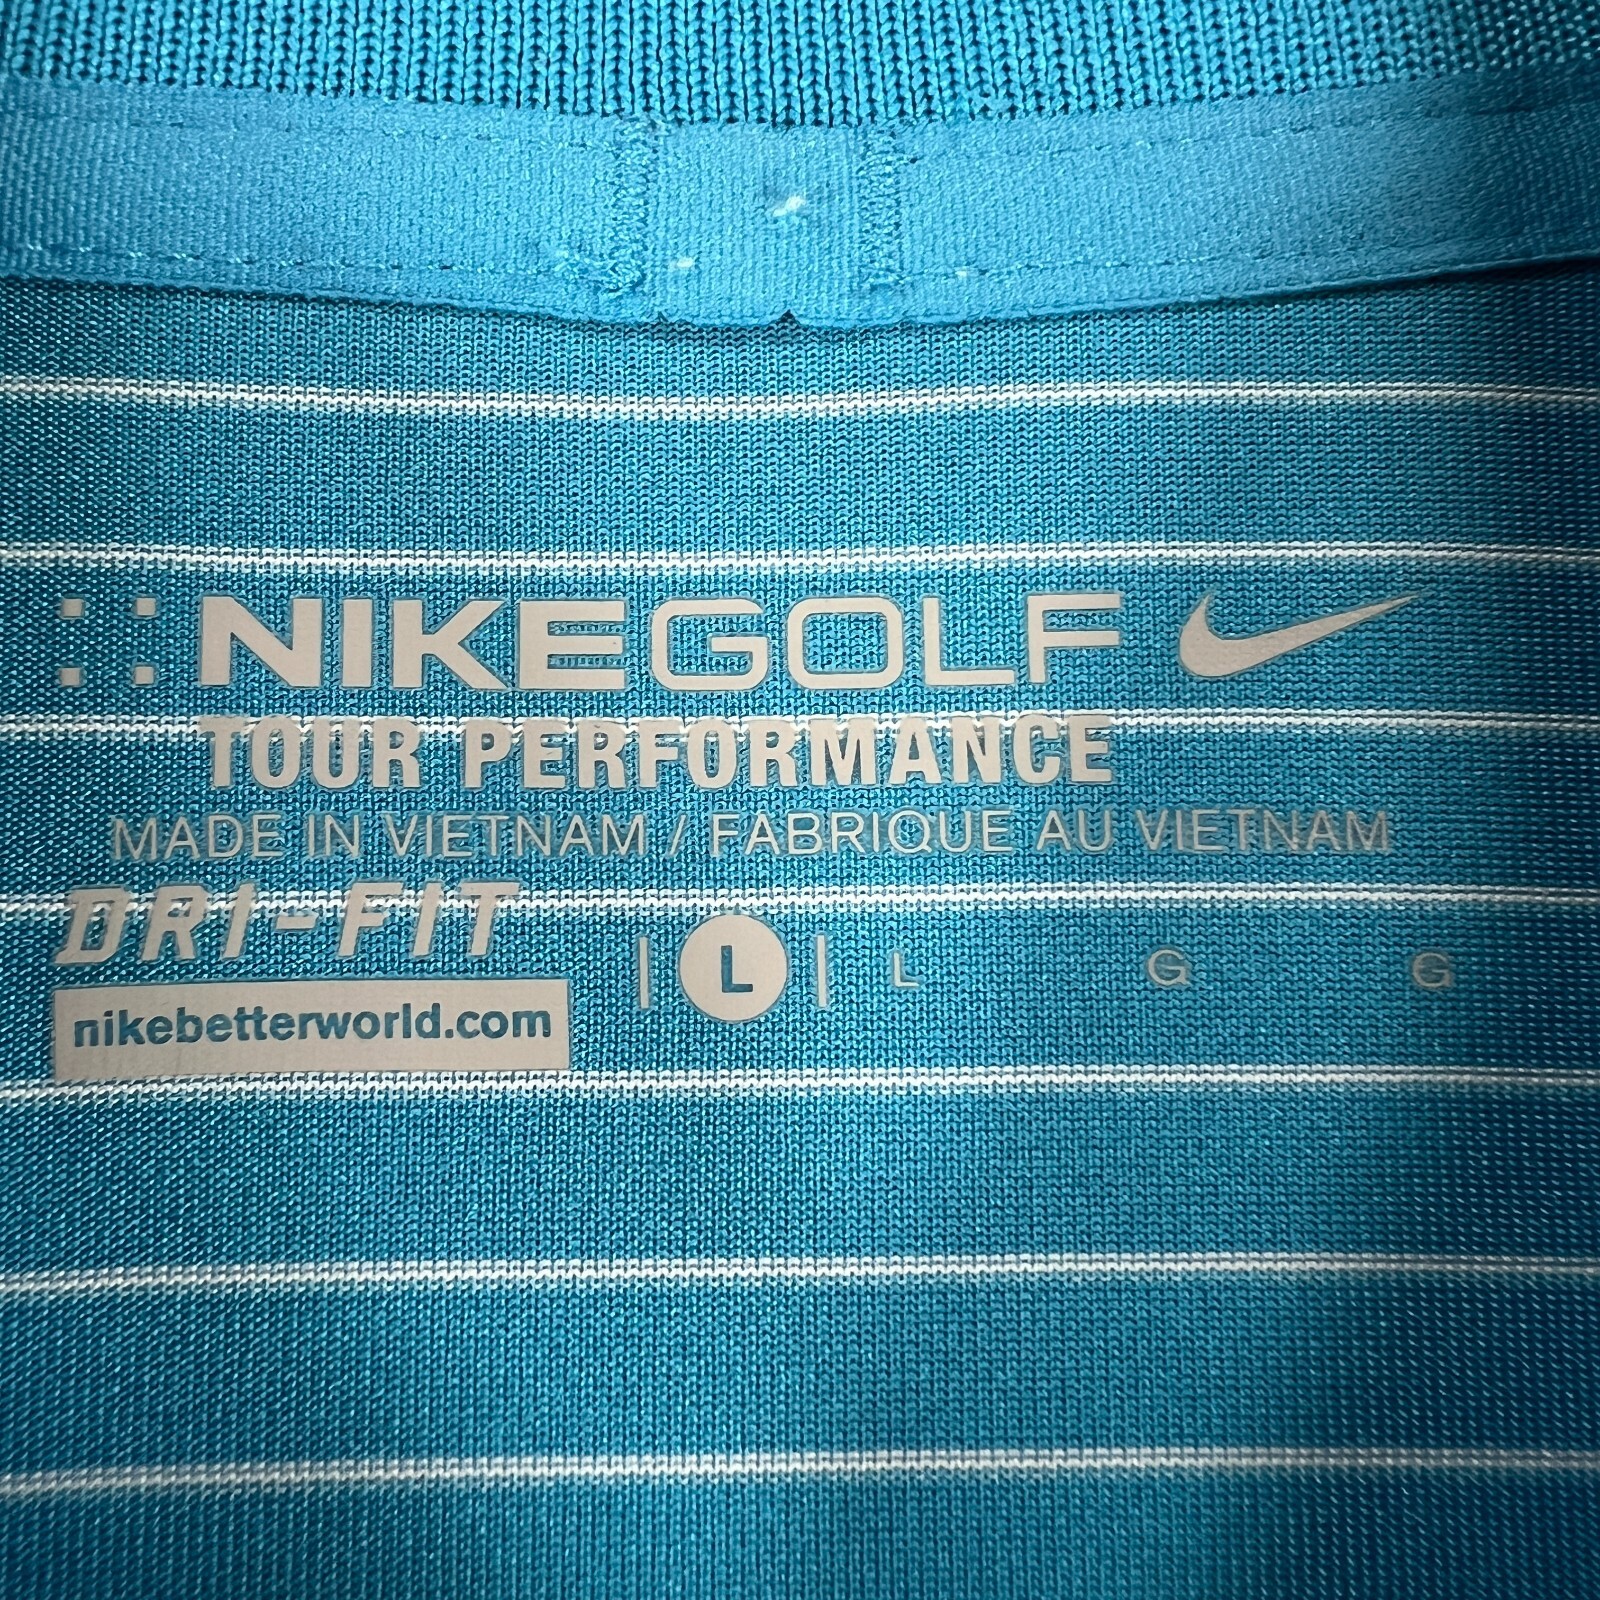 NIKEGOLF
TOUR PERFORMANCE
MADE IN VIETNAM / FABRIQUE AU VIETNAM
DRI-FIT
| L | L G G
nikebetterworld.com